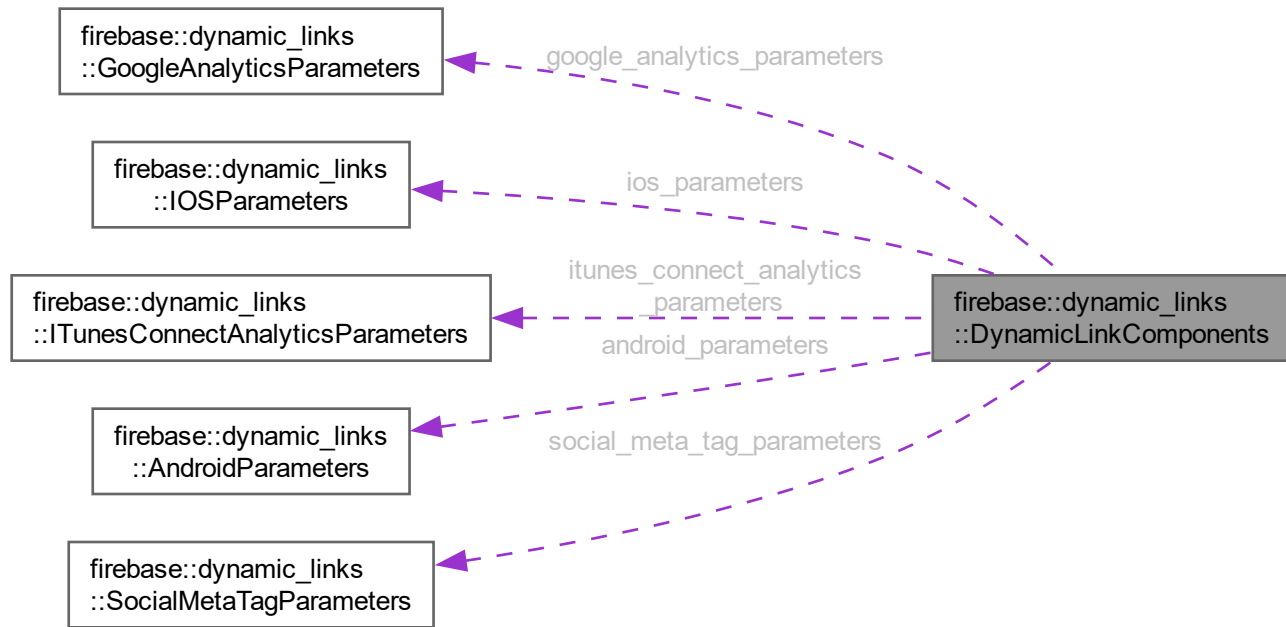 firebase::dynamic_links
::GoogleAnalyticsParameters
google_analytics_parameters
firebase::dynamic_links
::IOSParameters
ios_parameters
firebase::dynamic_links
::ITunesConnectAnalyticsParameters
itunes_connect_analytics
_parameters
firebase::dynamic_links
::DynamicLinkComponents
android_parameters
firebase::dynamic_links
::AndroidParameters
social_meta_tag_parameters
firebase::dynamic_links
::SocialMetaTagParameters